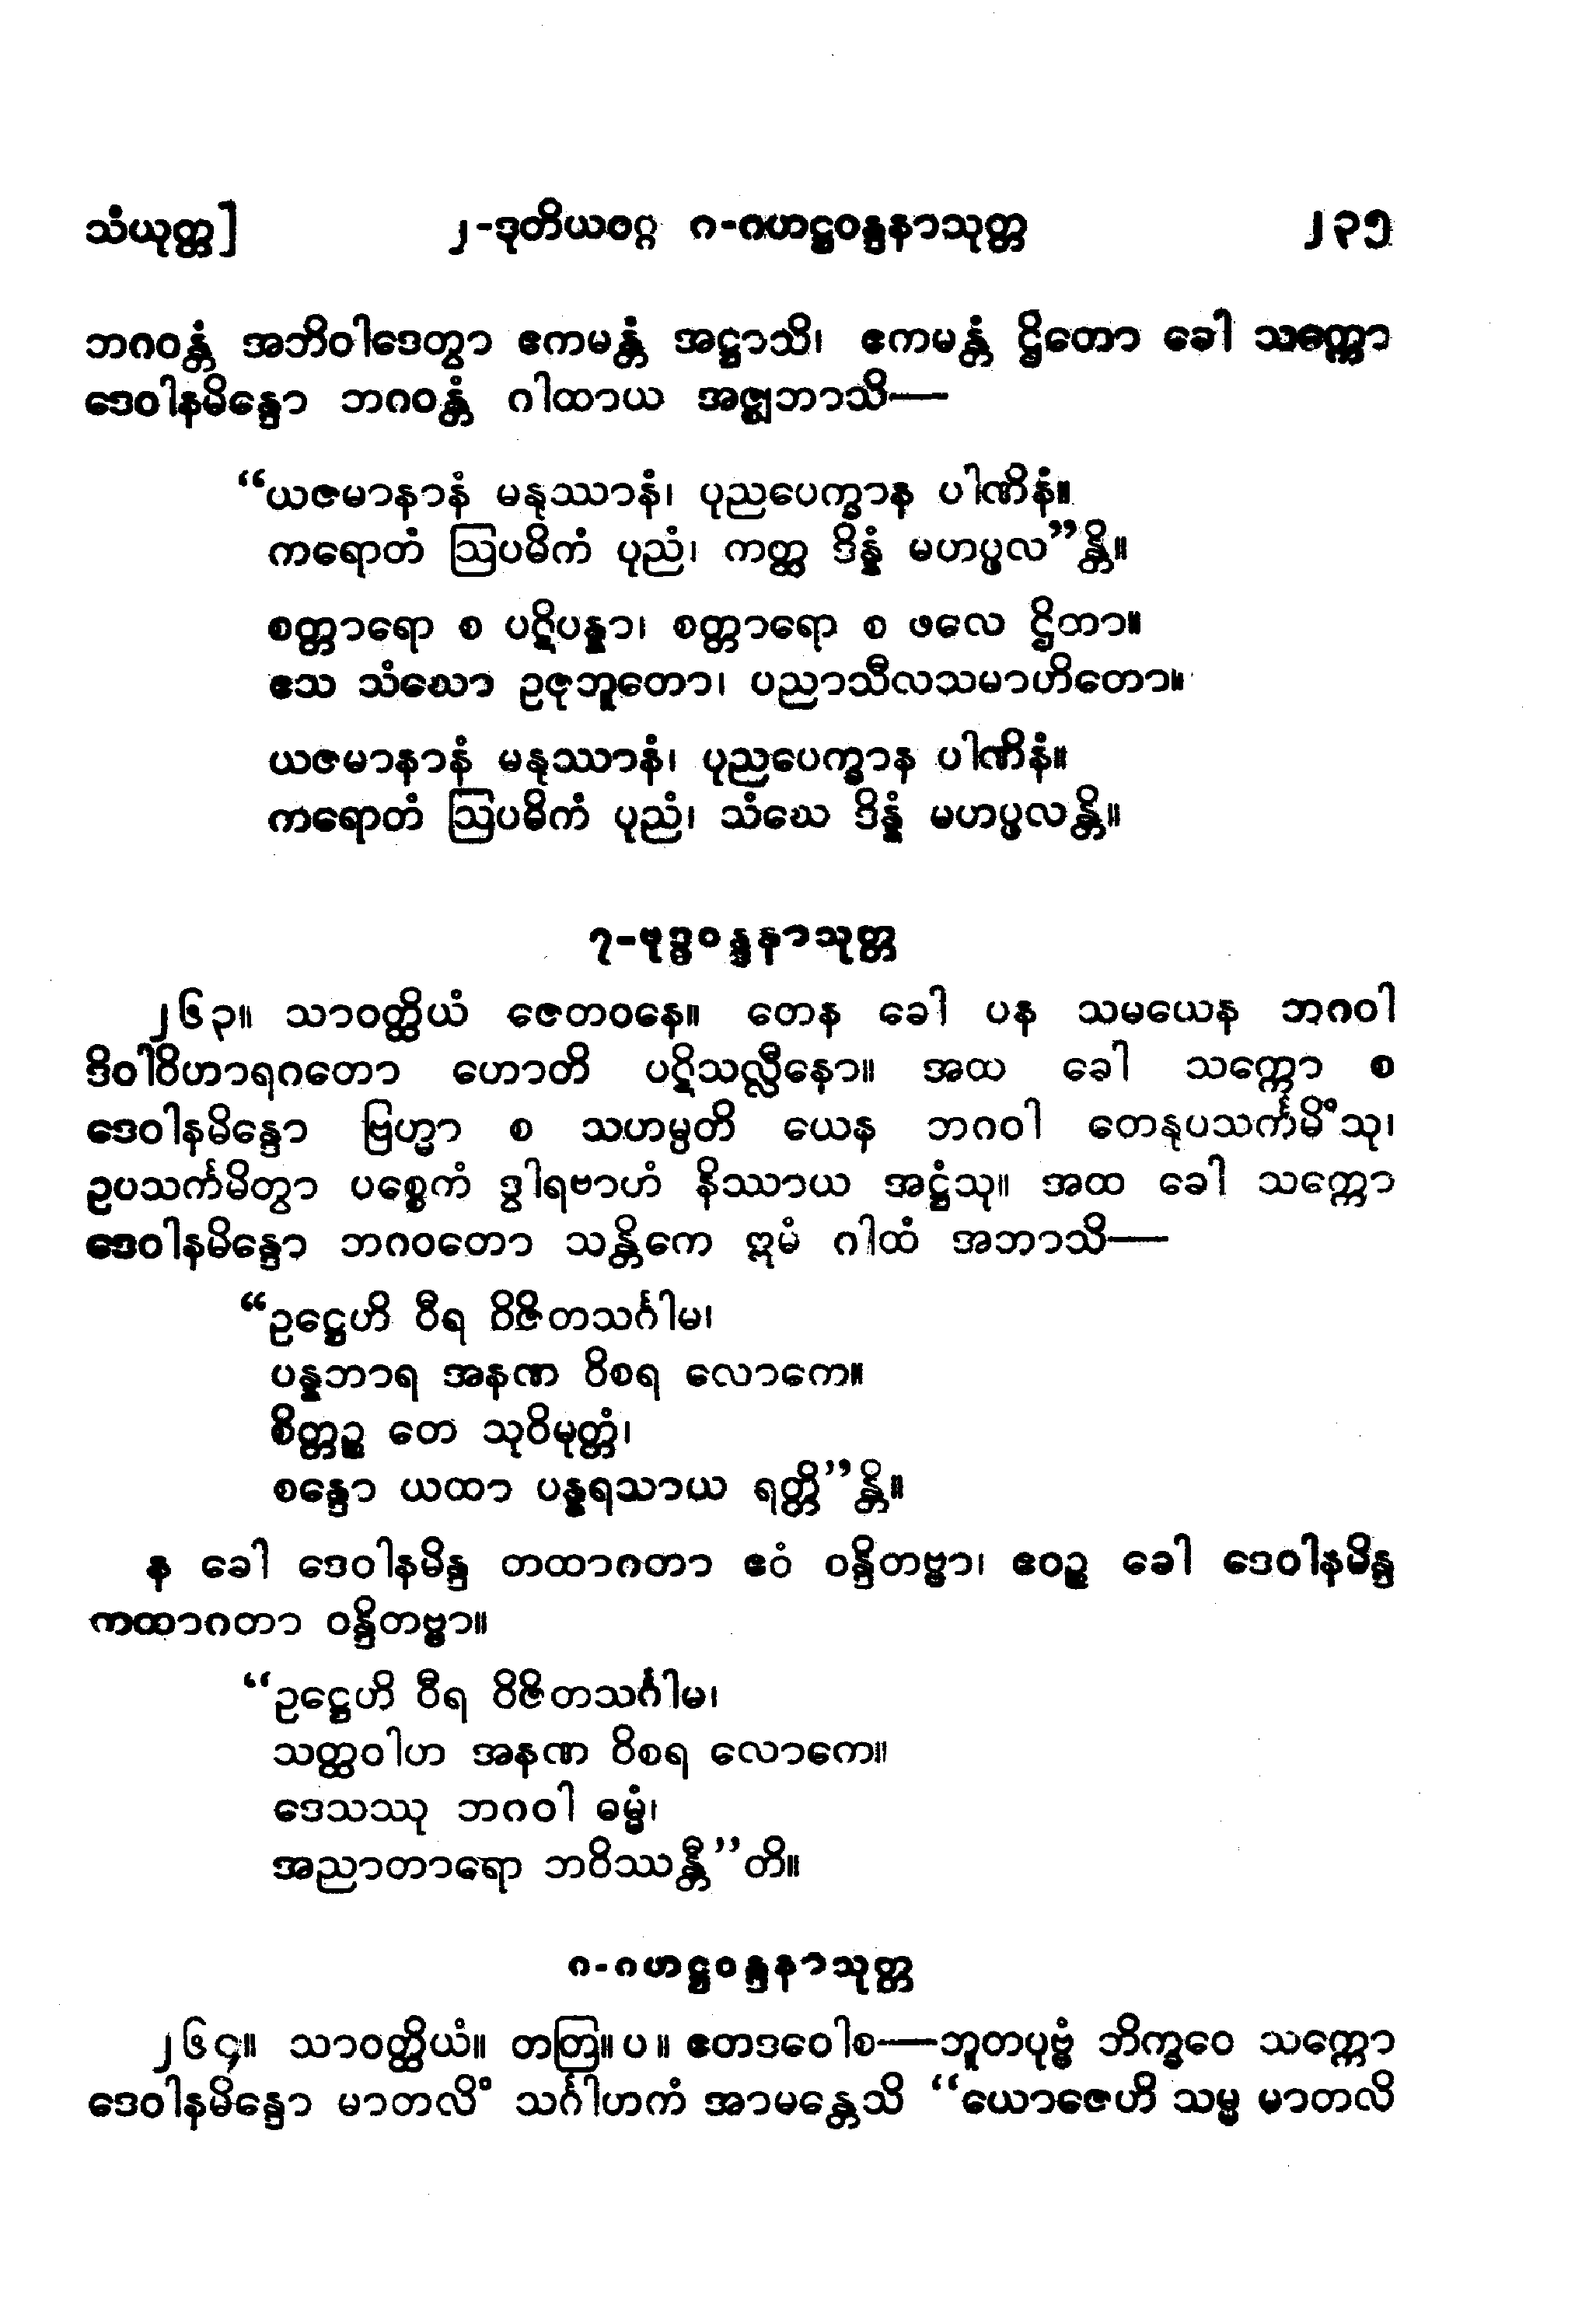 သံယုတ္တ]	၂-ဒုတိယဝဂ္ဂ ဂ-ဂဟဋ္ဌဝန္ဒနာသုတ္တ	၂၃၅
ဘဂဝန္တံ အဘိဝါဒေတွာ ဧကမန္တံ အဋ္ဌာသိ၊ ဧကမန္တံ ဌိတော ခေါ သက္ကော
ဒေဝါနမိန္ဒော ဘဂဝန္တံ ဂါထာယ အဇ္ဈဘာသိ—
“ယဇမာနာနံ မနုဿာနံ၊ ပုညပေက္ခာန ပါဏိနံ။
ကရောတံ ဩပဓိကံ ပုညံ၊ ကတ္ထ ဒိန္နံ မဟပ္ဖလ”န္တိ။
စတ္တာရော စ ပဋိပန္နာ၊ စတ္တာရော စ ဖလေ ဌိတာ။
ဧသ သံဃော ဥဇုဘူတော၊ ပညာသီလသမာဟိတော။
ယဇမာနာနံ မနုဿာနံ၊ ပုညပေက္ခာန ပါဏိနံ။
ကရောတံ ဩပဓိကံ ပုညံ၊ သံဃေ ဒိန္နံ မဟပ္ဖလန္တိ။
၇-ဗုဒ္ဓဝန္ဒနာသုတ္တ
၂၆၃။ သာဝတ္ထိယံ ဇေတဝနေ။ တေန ခေါ ပန သမယေန ဘဂဝါ
ဒိဝါဝိဟာရဂတော ဟောတိ ပဋိသလ္လီနော။ အထ ခေါ သက္ကော စ
ဒေဝါနမိန္ဒော ဗြဟ္မာ စ သဟမ္ပတိ ယေန ဘဂဝါ တေနုပသင်္ကမိံသု၊
ဥပသင်္ကမိတွာ ပစ္စေကံ ဒွါရဗာဟံ နိဿာယ အဋ္ဌံသု။ အထ ခေါ သက္ကော
ဒေဝါနမိန္ဒော ဘဂဝတော သန္တိကေ ဣမံ ဂါထံ အဘာသိ—
“ဥဋ္ဌေဟိ ဝီရ ဝိဇိတသင်္ဂါမ၊
ပန္နဘာရ အနဏ ဝိစရ လောကေ။
စိတ္တဉ္စ တေ သုဝိမုတ္တံ၊
စန္ဒော ယထာ ပန္နရသာယ ရတ္တိ”န္တိ။
န ခေါ ဒေဝါနမိန္ဒ တထာဂတာ ဧဝံ ဝန္ဒိတဗ္ဗာ၊ ဧဝဉ္စ ခေါ ဒေဝါနမိန္ဒ
တထာဂတာ ဝန္ဒိတဗ္ဗာ။
“ဥဋ္ဌေဟိ ဝီရ ဝိဇိတသင်္ဂါမ၊
သတ္ထဝါဟ အနဏ ဝိစရ လောကေ။
ဒေသဿု ဘဂဝါ ဓမ္မံ၊
အညာတာရော ဘဝိဿန္တီ”တိ။
ဂ-ဂဟဋ္ဌဝန္ဒနာသုတ္တ
၂၆၄။ သာဝတ္ထိယံ။ တတြ။ပ။ ဧတဒဝေါစ—ဘူတပုဗ္ဗံ ဘိက္ခဝေ သက္ကော
ဒေဝါနမိန္ဒော မာတလိံ သင်္ဂါဟကံ အာမန္တေသိ “ယောဇေဟိ သမ္မ မာတလိ